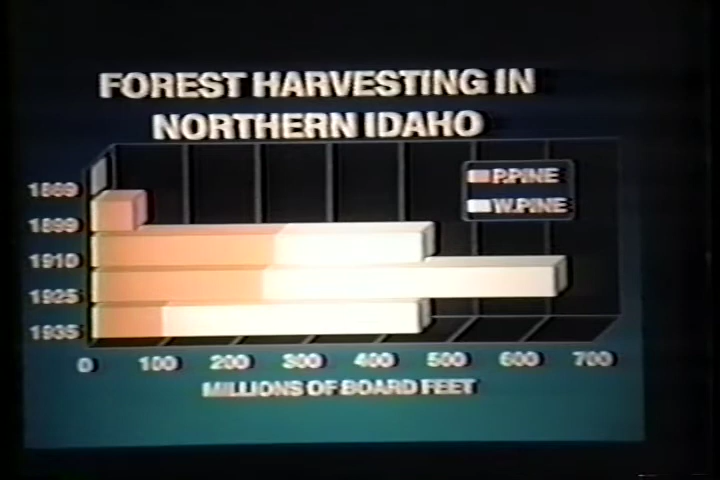 FOREST HARVESTING IN
NORTHERN IDAHO
P.PINE
W.PINE
1869
1899
1910
1925
1935
0 100 200 300 400 500 600 700
MILLIONS OF BOARD FEET